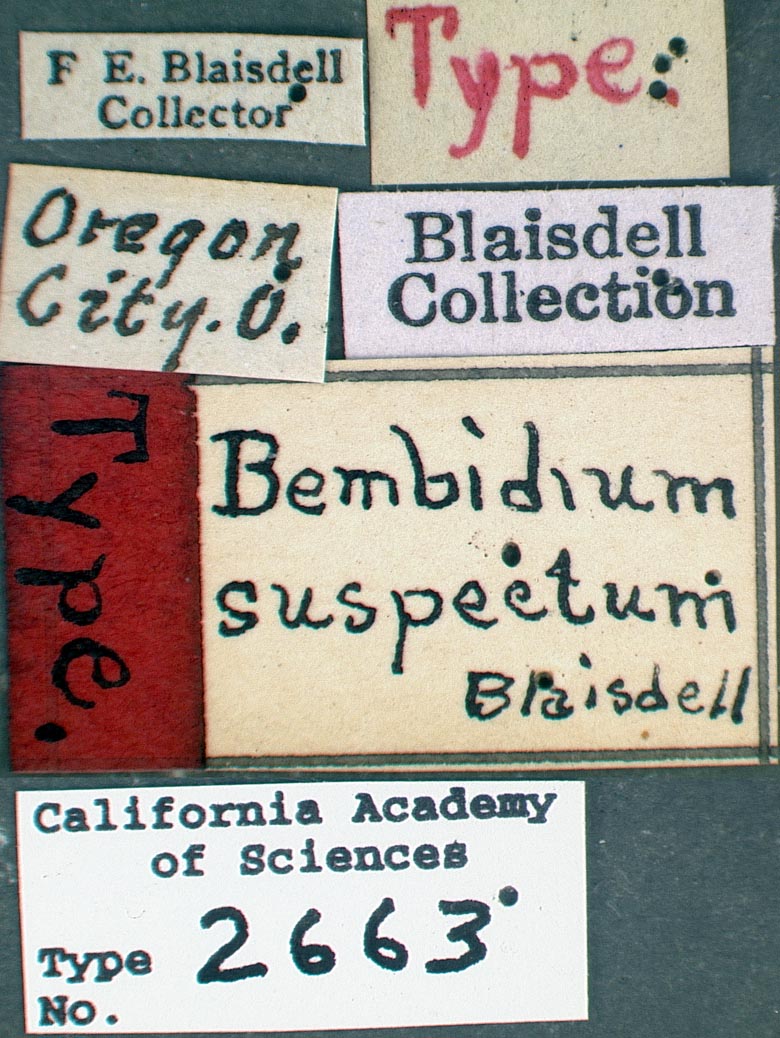 F E. Blaisdell
Collector
Type.
Oregon
City. O.
Blaisdell
Collection
Type.
Bembidium
suspectum
Blaisdell
California Academy
of Sciences
Type
No.
2663